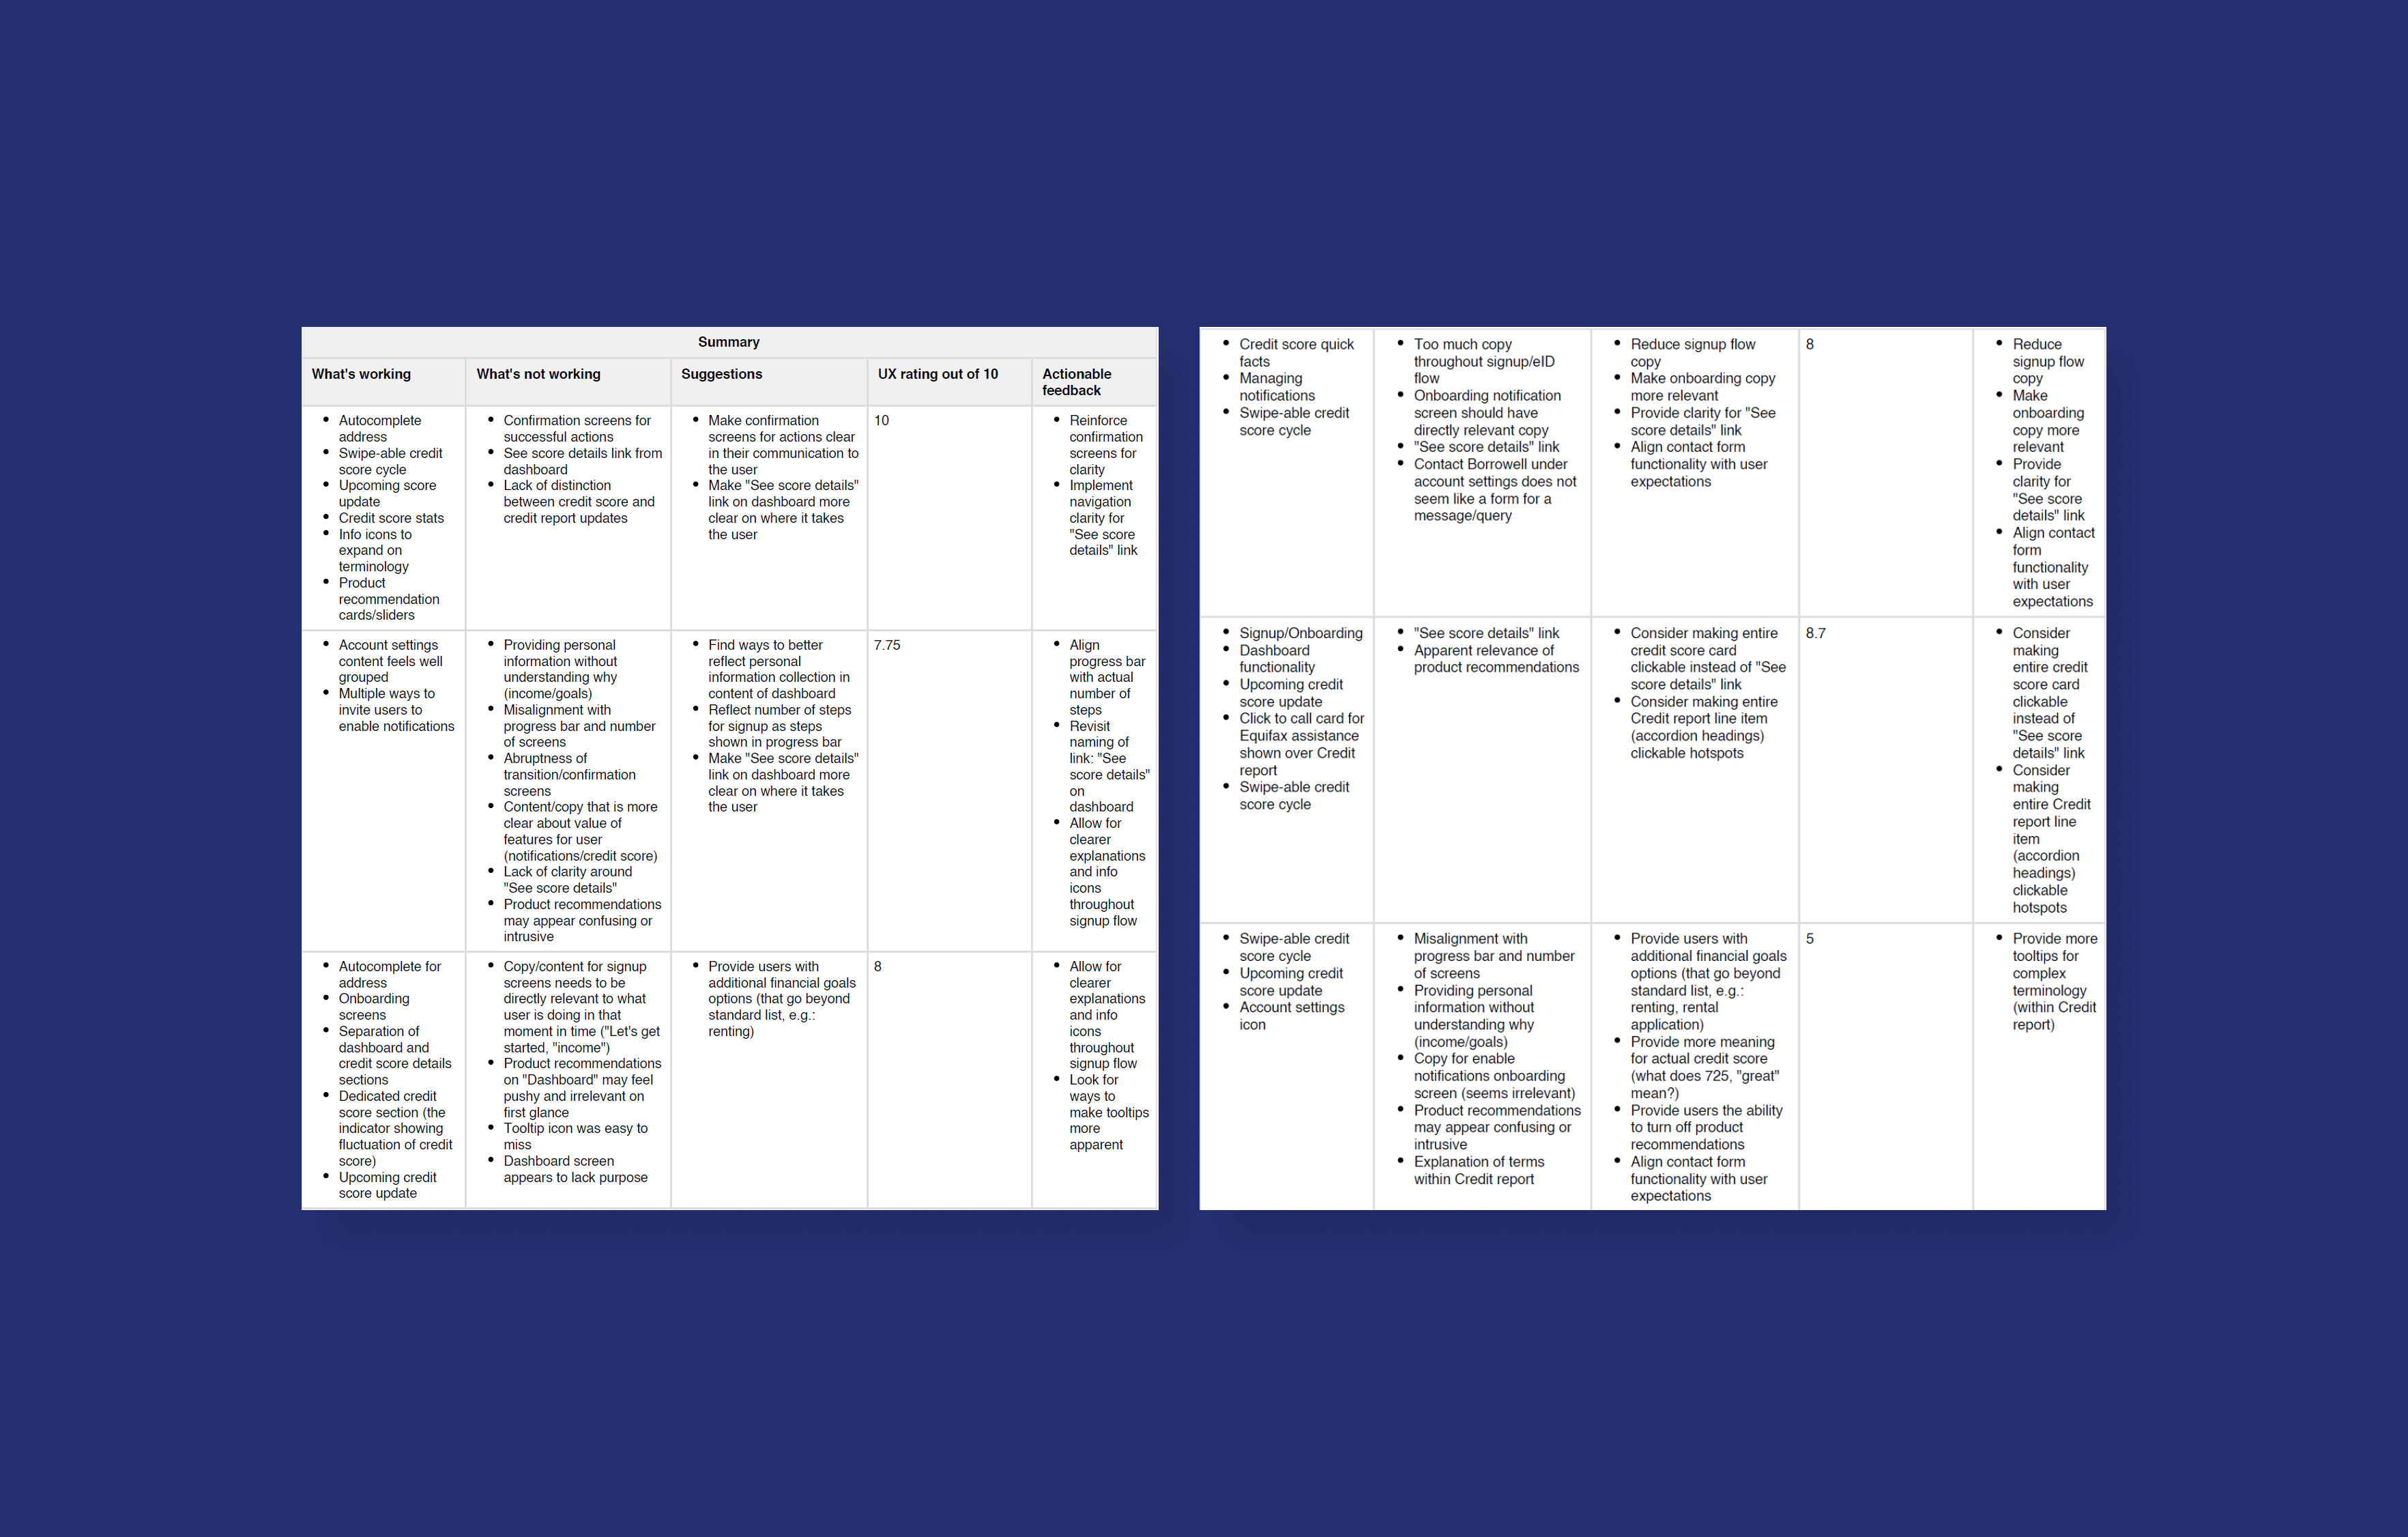 Summary
What's working
What's not working
Suggestions
UX rating out of 10
Actionable
feedback
Autocomplete
address
Swipe-able credit
score cycle
Upcoming score
update
Credit score stats
Info icons to
expand on
terminology
Product
recommendation
cards/sliders
Confirmation screens for
successful actions
See score details link from
dashboard
Lack of distinction
between credit score and
credit report updates
Make confirmation
screens for actions clear
in their communication to
the user
Make "See score details"
link on dashboard more
clear on where it takes
the user
10
Reinforce
confirmation
screens for
clarity
Implement
navigation
clarity for
"See score
details" link
Account settings
content feels well
grouped
Multiple ways to
invite users to
enable notifications
Providing personal
information without
understanding why
(income/goals)
Misalignment with
progress bar and number
of screens
Abruptness of
transition/confirmation
screens
Content/copy that is more
clear about value of
features for user
(notifications/credit score)
Lack of clarity around
"See score details"
Product recommendations
may appear confusing or
intrusive
Find ways to better
reflect personal
information collection in
content of dashboard
Reflect number of steps
for signup as steps
shown in progress bar
Make "See score details"
link on dashboard more
clear on where it takes
the user
7.75
Align
progress bar
with actual
number of
steps
Revisit
naming of
link: "See
score details"
on
dashboard
Allow for
clearer
explanations
and info
icons
throughout
signup flow
Autocomplete for
address
Onboarding
screens
Separation of
dashboard and
credit score details
sections
Dedicated credit
score section (the
indicator showing
fluctuation of credit
score)
Upcoming credit
score update
Copy/content for signup
screens needs to be
directly relevant to what
user is doing in that
moment in time ("Let's get
started, "income")
Product recommendations
on "Dashboard" may feel
pushy and irrelevant on
first glance
Tooltip icon was easy to
miss
Dashboard screen
appears to lack purpose
Provide users with
additional financial goals
options (that go beyond
standard list, e.g.:
renting)
8
Allow for
clearer
explanations
and info
icons
throughout
signup flow
Look for
ways to
make tooltips
more
apparent
Credit score quick
facts
Managing
notifications
Swipe-able credit
score cycle
Too much copy
throughout signup/eID
flow
Onboarding notification
screen should have
directly relevant copy
"See score details" link
Contact Borrowell under
account settings does not
seem like a form for a
message/query
Reduce signup flow
copy
Make onboarding copy
more relevant
Provide clarity for "See
score details" link
Align contact form
functionality with user
expectations
8
Reduce
signup flow
copy
Make
onboarding
copy more
relevant
Provide
clarity for
"See score
details" link
Align contact
form
functionality
with user
expectations
Signup/Onboarding
Dashboard
functionality
Upcoming credit
score update
Click to call card for
Equifax assistance
shown over Credit
report
Swipe-able credit
score cycle
"See score details" link
Apparent relevance of
product recommendations
Consider making entire
credit score card
clickable instead of "See
score details" link
Consider making entire
Credit report line item
(accordion headings)
clickable hotspots
8.7
Consider
making
entire credit
score card
clickable
instead of
"See score
details" link
Consider
making
entire Credit
report line
item
(accordion
headings)
clickable
hotspots
Swipe-able credit
score cycle
Upcoming credit
score update
Account settings
icon
Misalignment with
progress bar and number
of screens
Providing personal
information without
understanding why
(income/goals)
Copy for enable
notifications onboarding
screen (seems irrelevant)
Product recommendations
may appear confusing or
intrusive
Explanation of terms
within Credit report
Provide users with
additional financial goals
options (that go beyond
standard list, e.g.:
renting, rental
application)
Provide more meaning
for actual credit score
(what does 725, "great"
mean?)
Provide users the ability
to turn off product
recommendations
Align contact form
functionality with user
expectations
5
Provide more
tooltips for
complex
terminology
(within Credit
report)